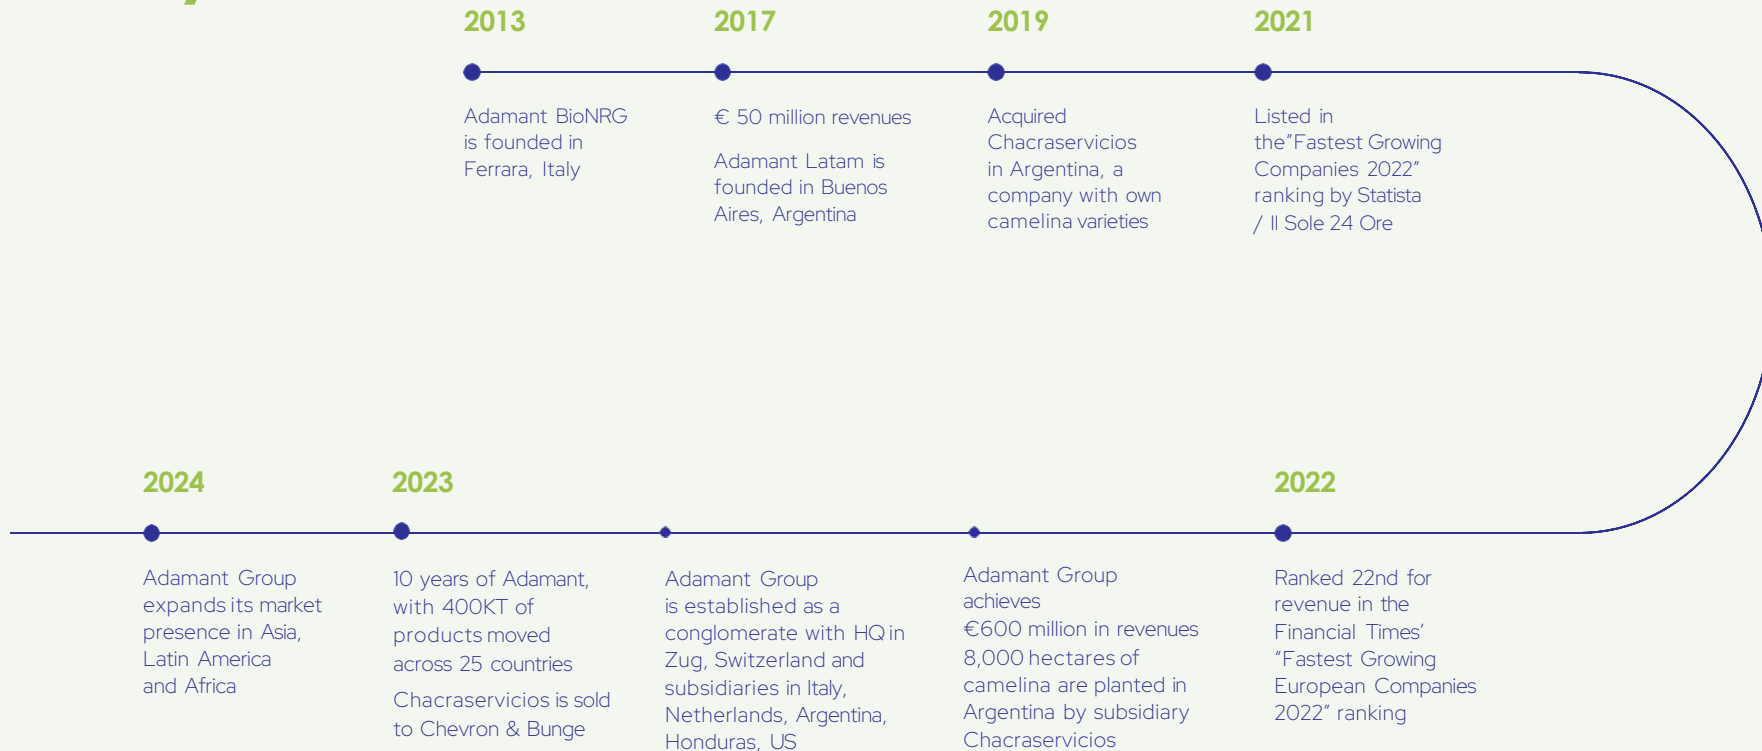 2013
Adamant BioNRG
is founded in
Ferrara, Italy
2017
€ 50 million revenues
Adamant Latam is
founded in Buenos
Aires, Argentina
2019
Acquired
Chacraservicios
in Argentina, a
company with own
camelina varieties
2021
Listed in
the"Fastest Growing
Companies 2022"
ranking by Statista
/ Il Sole 24 Ore
2022
Ranked 22nd for
revenue in the
Financial Times’
“Fastest Growing
European Companies
2022” ranking
Adamant Group
achieves
€600 million in revenues
8,000 hectares of
camelina are planted in
Argentina by subsidiary
Chacraservicios
Adamant Group
is established as a
conglomerate with HQ in
Zug, Switzerland and
subsidiaries in Italy,
Netherlands, Argentina,
Honduras, US
2023
10 years of Adamant,
with 400KT of
products moved
across 25 countries
Chacraservicios is sold
to Chevron & Bunge
2024
Adamant Group
expands its market
presence in Asia,
Latin America
and Africa